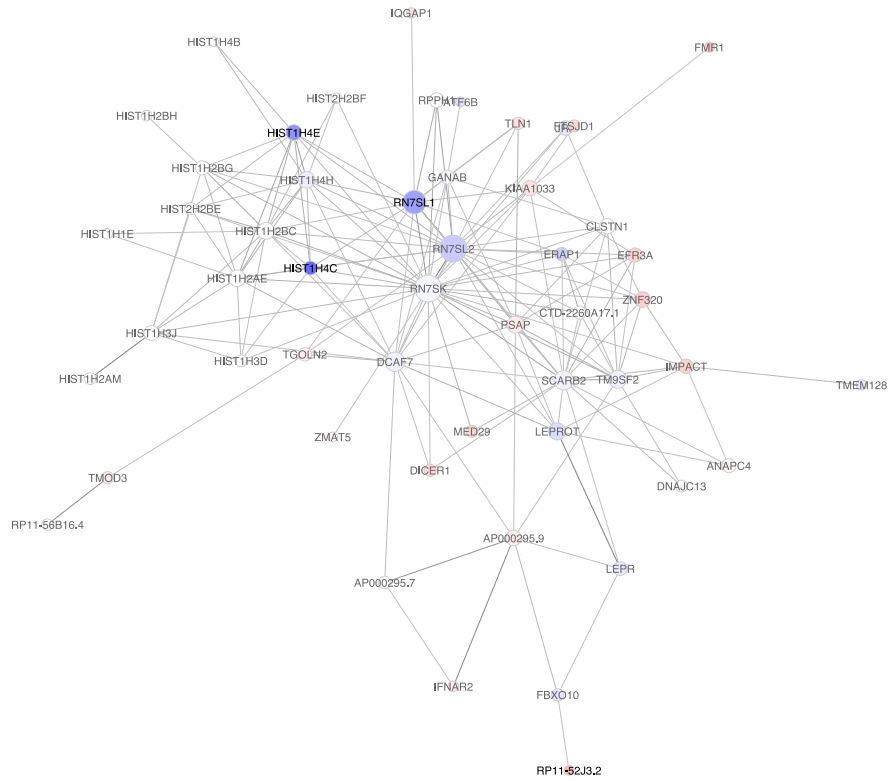 IQGAP1
HIST1H4B
FMR1
HIST2H2BF
RPPH1
ATF6B
HIST1H2BH
TLN1
HIST1H4E
FTSJD1
HIST1H2BG
GANAB
HIST1H4H
KIAA1033
RN7SL1
HIST2H2BE
CLSTN1
HIST1H1E
HIST1H2BC
RN7SL2
ERAP1
EFR3A
HIST1H4C
HIST1H2AE
RN7SK
ZNF320
CTD-2260A17.1
PSAP
HIST1H3J
TGOLN2
HIST1H3D
DCAF7
IMPACT
HIST1H2AM
SCARB2
TM9SF2
TMEM128
ZMAT5
MED29
LEPROT
DICER1
ANAPC4
TMOD3
DNAJC13
RP11-56B16.4
AP000295.9
AP000295.7
LEPR
IFNAR2
FBXO10
RP11-52J3.2